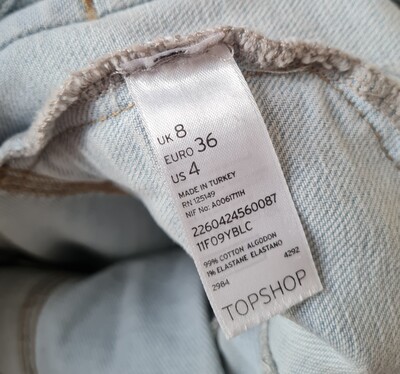 UK 8
EURO 36
US 4
MADE IN TURKEY
RN 125149
NIF No: A0061711H
2260424560087
11F09YBLC
99% COTTON ALGODON
1% ELASTANE ELASTANO
2984 4292
TOPSHOP